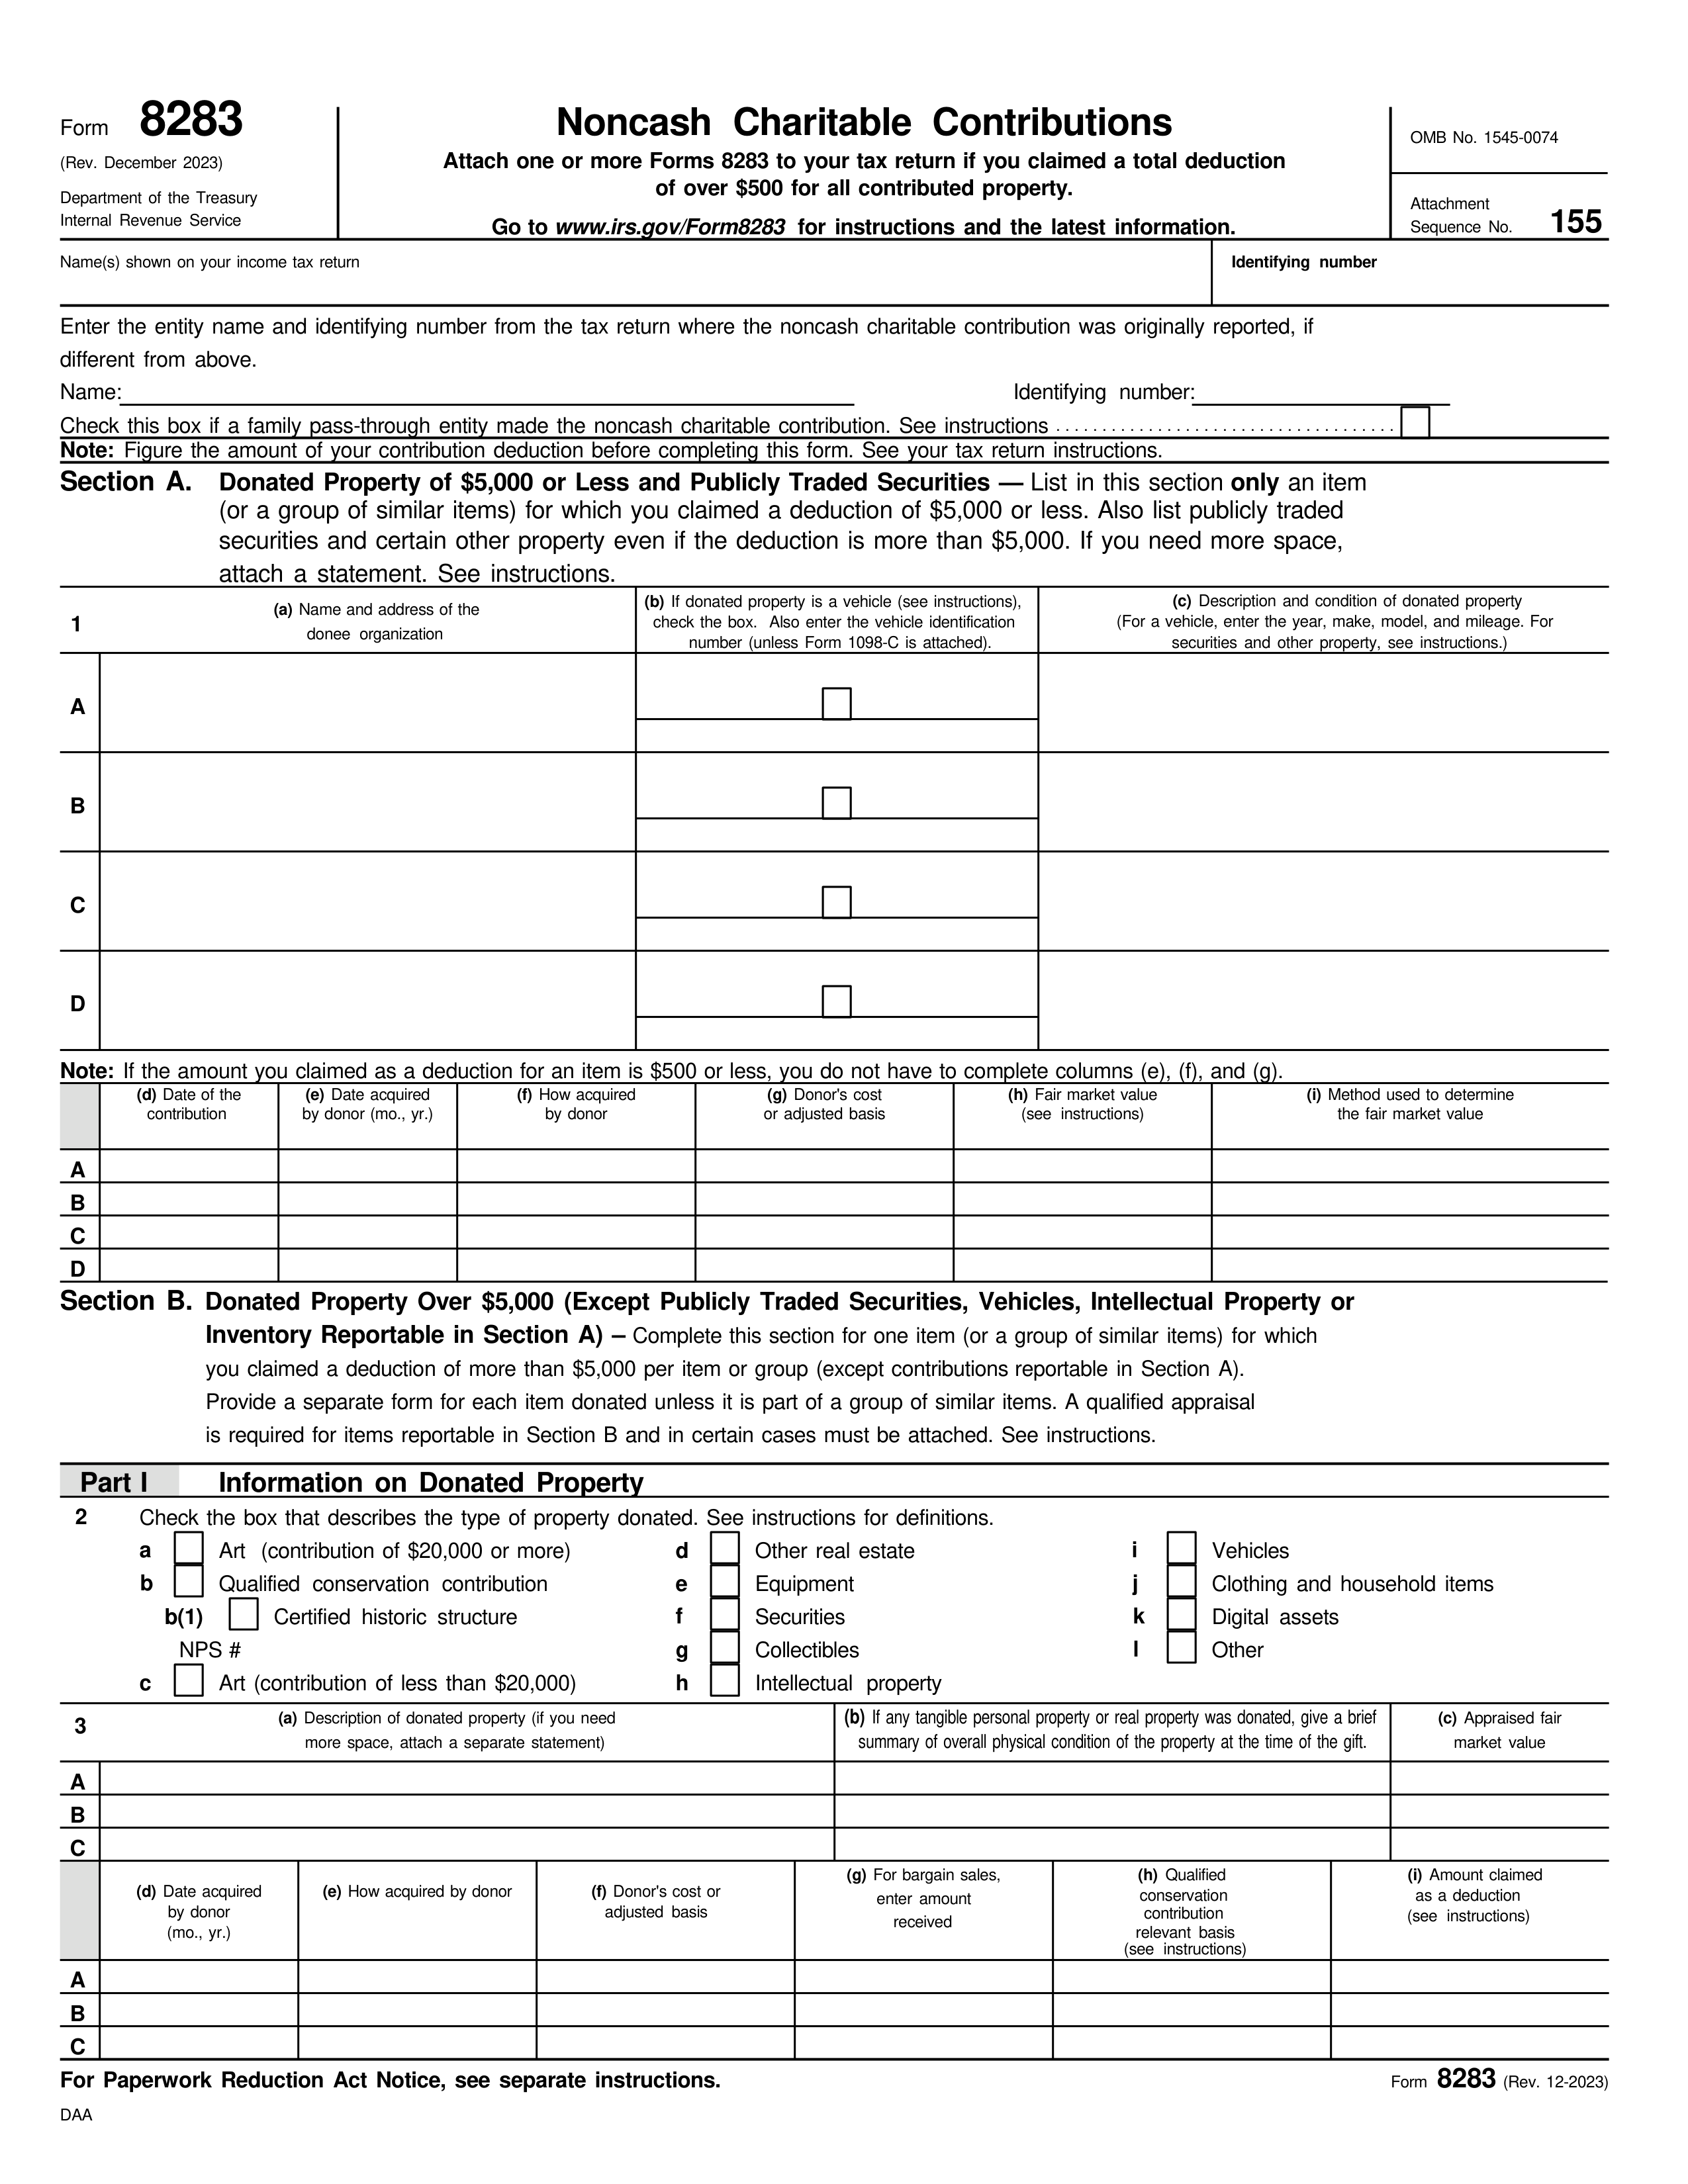 Form 8283
(Rev. December 2023)
Department of the Treasury
Internal Revenue Service
Noncash Charitable Contributions
Attach one or more Forms 8283 to your tax return if you claimed a total deduction
of over $500 for all contributed property.
Go to www.irs.gov/Form8283 for instructions and the latest information.
OMB No. 1545-0074
Attachment
Sequence No. 155
Name(s) shown on your income tax return
Identifying number
Enter the entity name and identifying number from the tax return where the noncash charitable contribution was originally reported, if
different from above.
Name: Identifying number:
Check this box if a family pass-through entity made the noncash charitable contribution. See instructions
Note: Figure the amount of your contribution deduction before completing this form. See your tax return instructions.
Section A. Donated Property of $5,000 or Less and Publicly Traded Securities — List in this section only an item
(or a group of similar items) for which you claimed a deduction of $5,000 or less. Also list publicly traded
securities and certain other property even if the deduction is more than $5,000. If you need more space,
attach a statement. See instructions.
1
(a) Name and address of the
donee organization
(b) If donated property is a vehicle (see instructions),
check the box. Also enter the vehicle identification
number (unless Form 1098-C is attached).
(c) Description and condition of donated property
(For a vehicle, enter the year, make, model, and mileage. For
securities and other property, see instructions.)
A
B
C
D
Note: If the amount you claimed as a deduction for an item is $500 or less, you do not have to complete columns (e), (f), and (g).
(d) Date of the
contribution
(e) Date acquired
by donor (mo., yr.)
(f) How acquired
by donor
(g) Donor's cost
or adjusted basis
(h) Fair market value
(see instructions)
(i) Method used to determine
the fair market value
A
B
C
D
Section B. Donated Property Over $5,000 (Except Publicly Traded Securities, Vehicles, Intellectual Property or
Inventory Reportable in Section A) – Complete this section for one item (or a group of similar items) for which
you claimed a deduction of more than $5,000 per item or group (except contributions reportable in Section A).
Provide a separate form for each item donated unless it is part of a group of similar items. A qualified appraisal
is required for items reportable in Section B and in certain cases must be attached. See instructions.
Part I Information on Donated Property
2 Check the box that describes the type of property donated. See instructions for definitions.
a Art (contribution of $20,000 or more)
b Qualified conservation contribution
b(1) Certified historic structure
NPS #
c Art (contribution of less than $20,000)
d Other real estate
e Equipment
f Securities
g Collectibles
h Intellectual property
i Vehicles
j Clothing and household items
k Digital assets
l Other
3
(a) Description of donated property (if you need
more space, attach a separate statement)
(b) If any tangible personal property or real property was donated, give a brief
summary of overall physical condition of the property at the time of the gift.
(c) Appraised fair
market value
A
B
C
(d) Date acquired
by donor
(mo., yr.)
(e) How acquired by donor
(f) Donor's cost or
adjusted basis
(g) For bargain sales,
enter amount
received
(h) Qualified
conservation
contribution
relevant basis
(see instructions)
(i) Amount claimed
as a deduction
(see instructions)
A
B
C
For Paperwork Reduction Act Notice, see separate instructions.
Form 8283 (Rev. 12-2023)
DAA